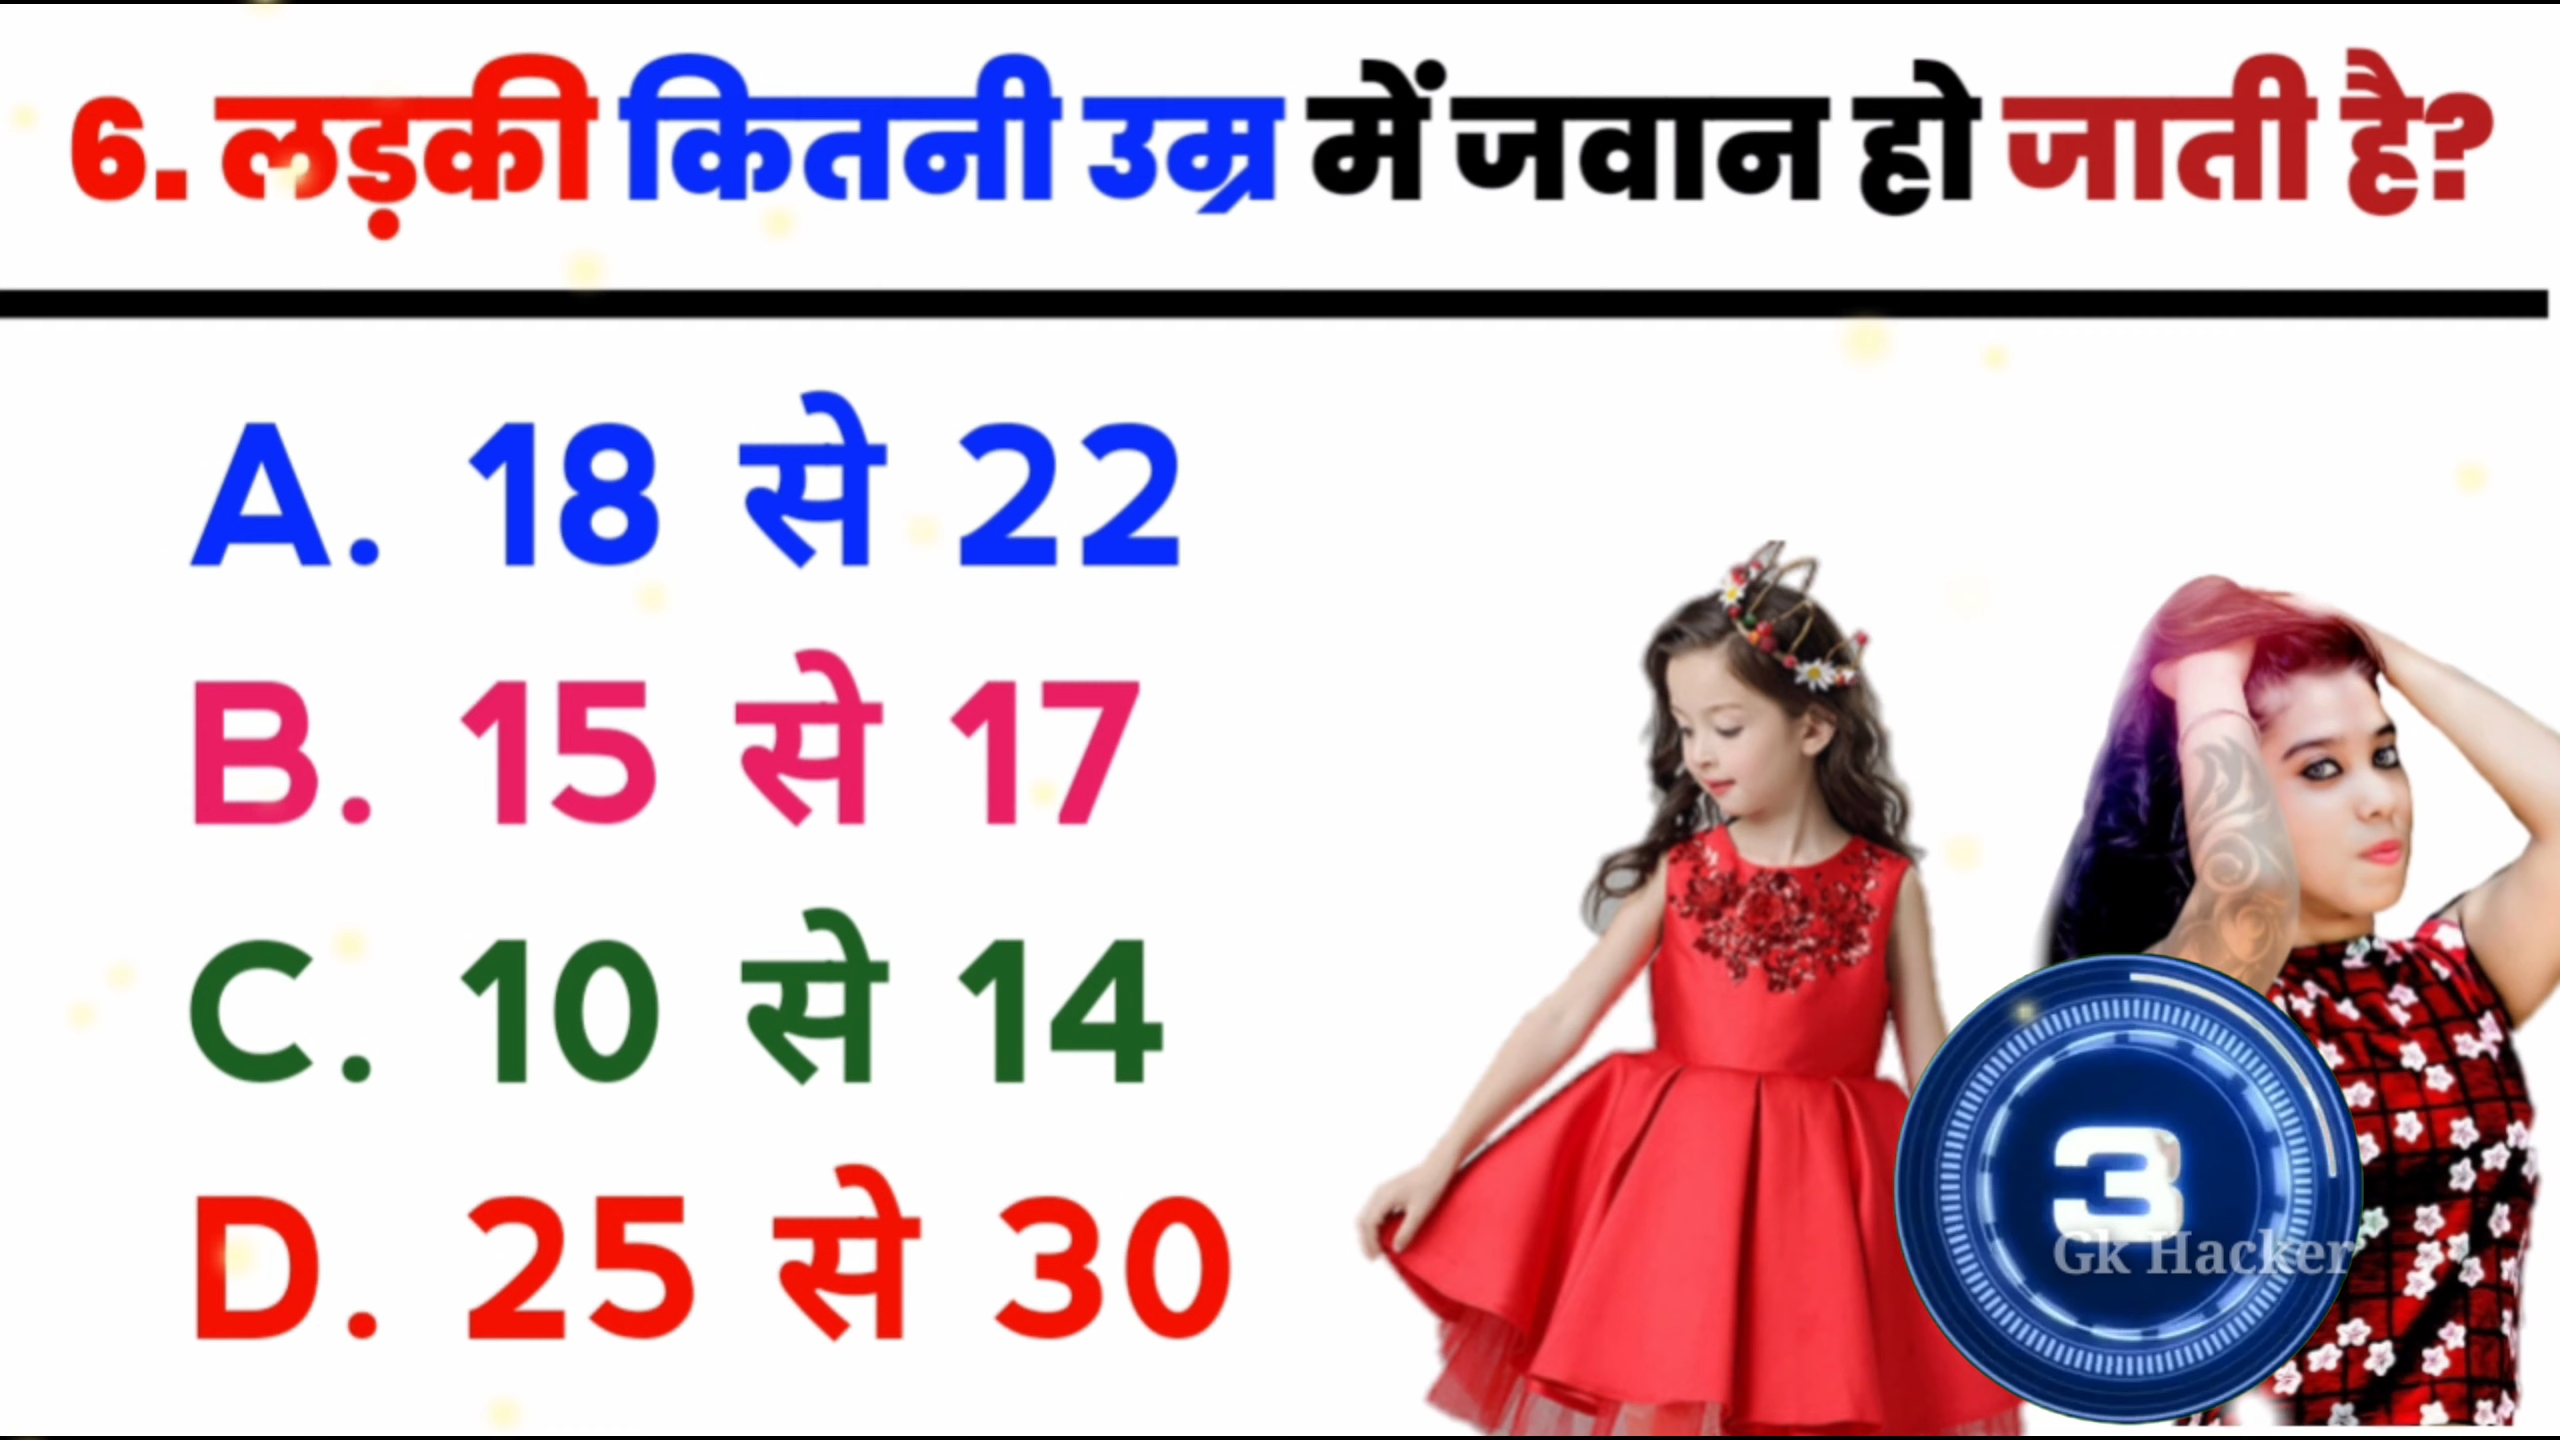 6. लड़की कितनी उम्र में जवान हो जाती है?
A. 18 से 22
B. 15 से 17
C. 10 से 14
D. 25 से 30
3
Gk Hacker